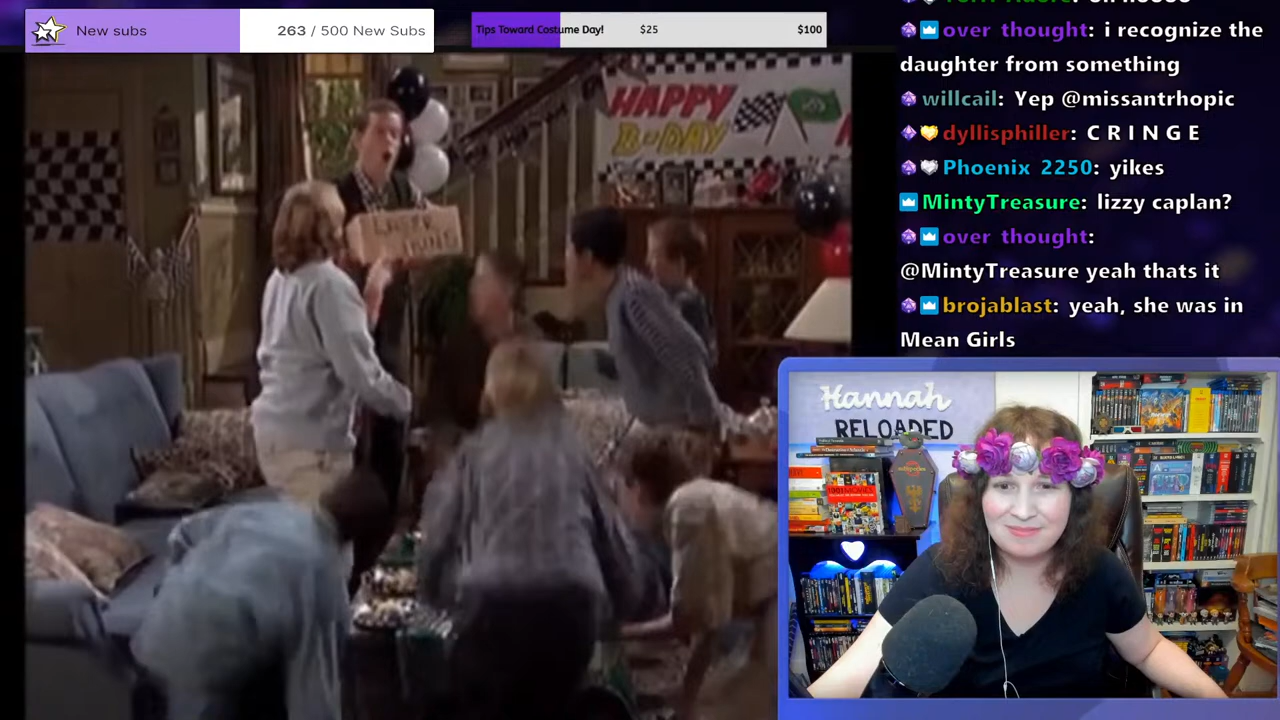 New subs
263 / 500 New Subs
Tips Toward Costume Day!
$25
$100
over thought: i recognize the
daughter from something
willcail: Yep @missantrhopic
dyllisphiller: C R I N G E
Phoenix 2250: yikes
MintyTreasure: lizzy caplan?
over thought:
@MintyTreasure yeah thats it
brojablast: yeah, she was in
Mean Girls
HAPPY
B-DAY
Hannah
RELOADED